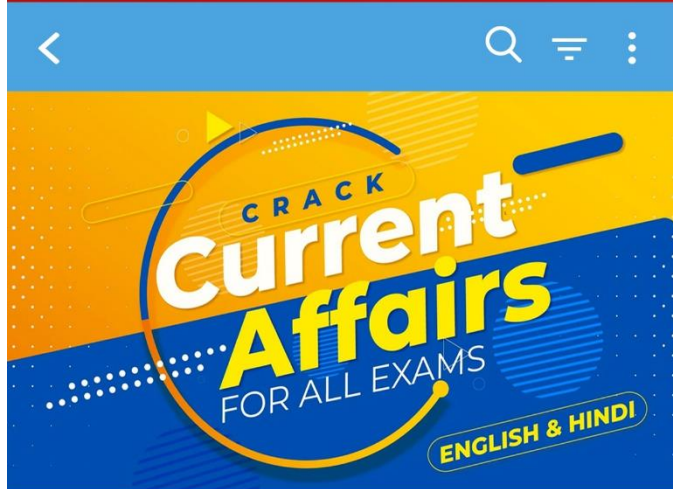 CRACK
Current
Affairs
FOR ALL EXAMS
ENGLISH & HINDI